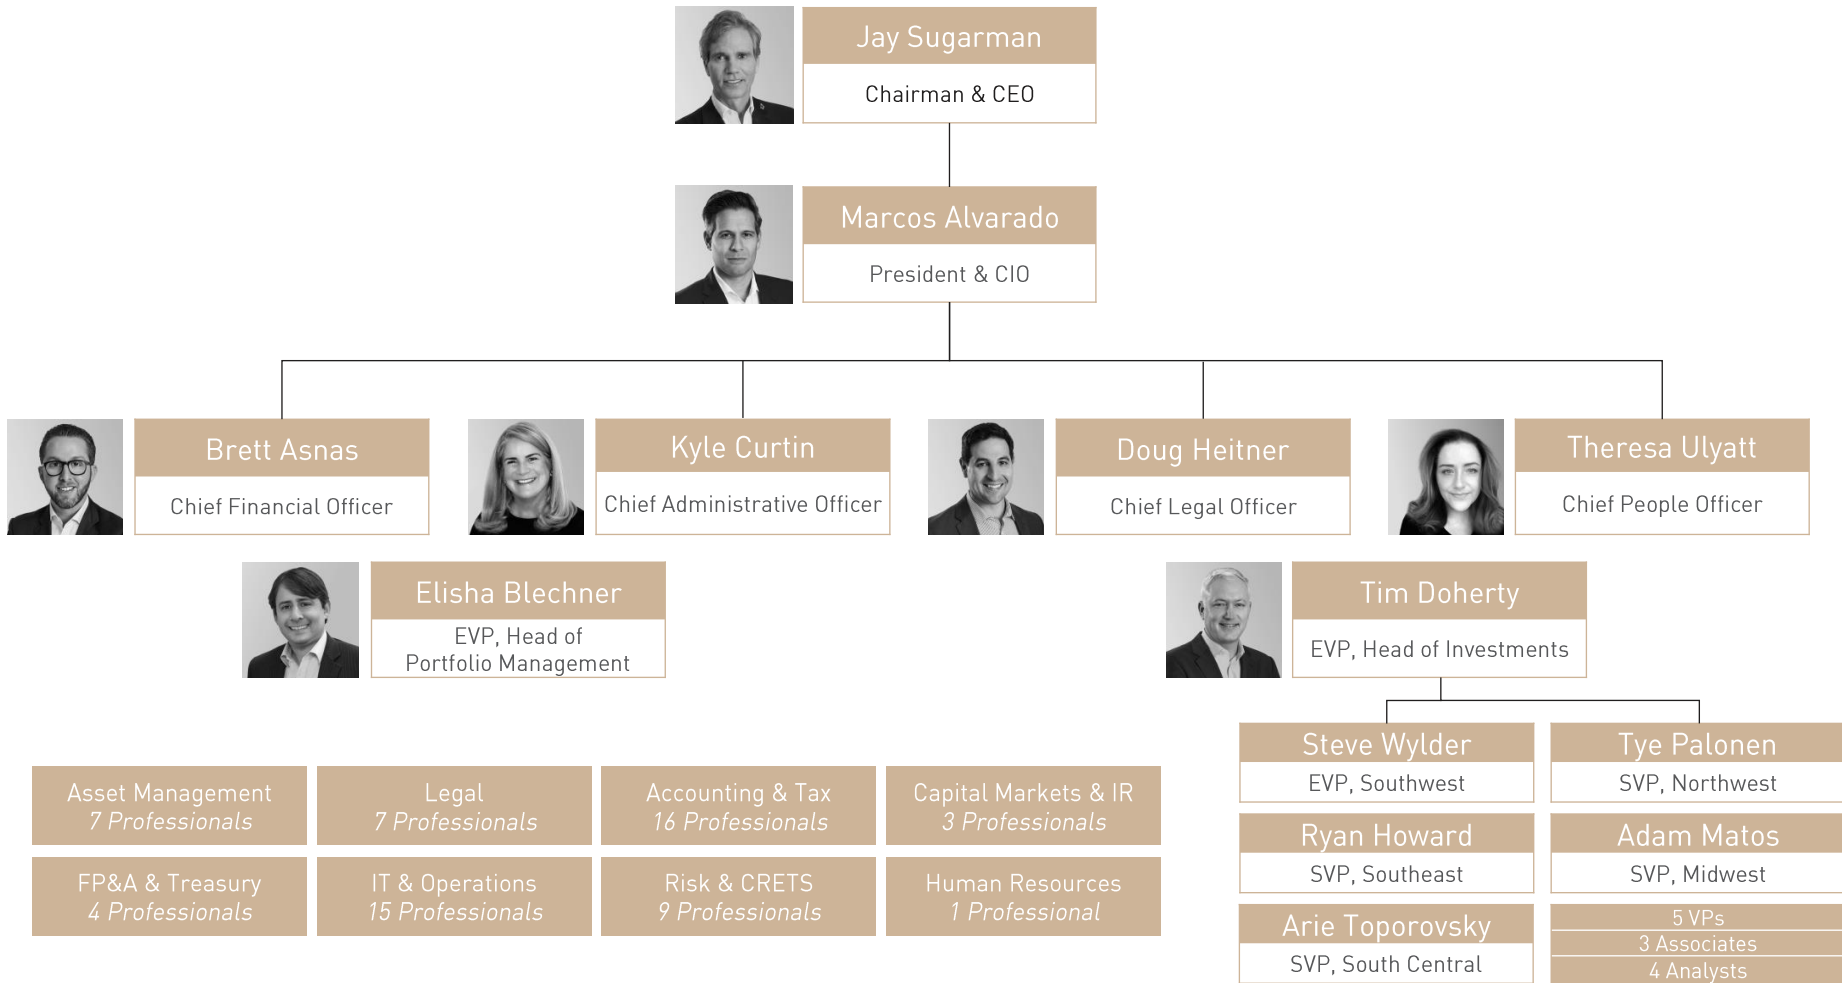 Jay Sugarman
Chairman & CEO
Marcos Alvarado
President & CIO
Brett Asnas
Chief Financial Officer
Kyle Curtin
Chief Administrative Officer
Doug Heitner
Chief Legal Officer
Theresa Ulyatt
Chief People Officer
Elisha Blechner
EVP, Head of
Portfolio Management
Tim Doherty
EVP, Head of Investments
Steve Wylder
EVP, Southwest
Tye Palonen
SVP, Northwest
Ryan Howard
SVP, Southeast
Adam Matos
SVP, Midwest
Arie Toporovsky
SVP, South Central
5 VPs
3 Associates
4 Analysts
Asset Management
7 Professionals
Legal
7 Professionals
Accounting & Tax
16 Professionals
Capital Markets & IR
3 Professionals
FP&A & Treasury
4 Professionals
IT & Operations
15 Professionals
Risk & CRETS
9 Professionals
Human Resources
1 Professional